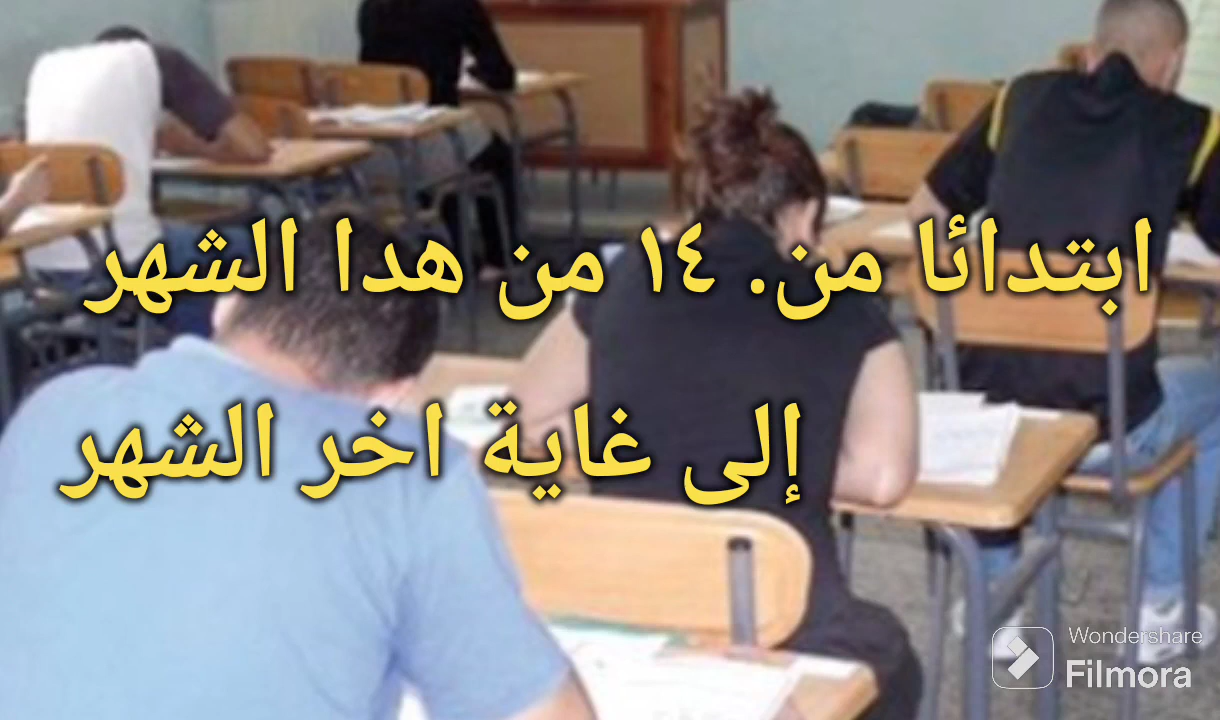 ابتدائا من. ١٤ من هدا الشهر
إلى غاية اخر الشهر
Wondershare
Filmora